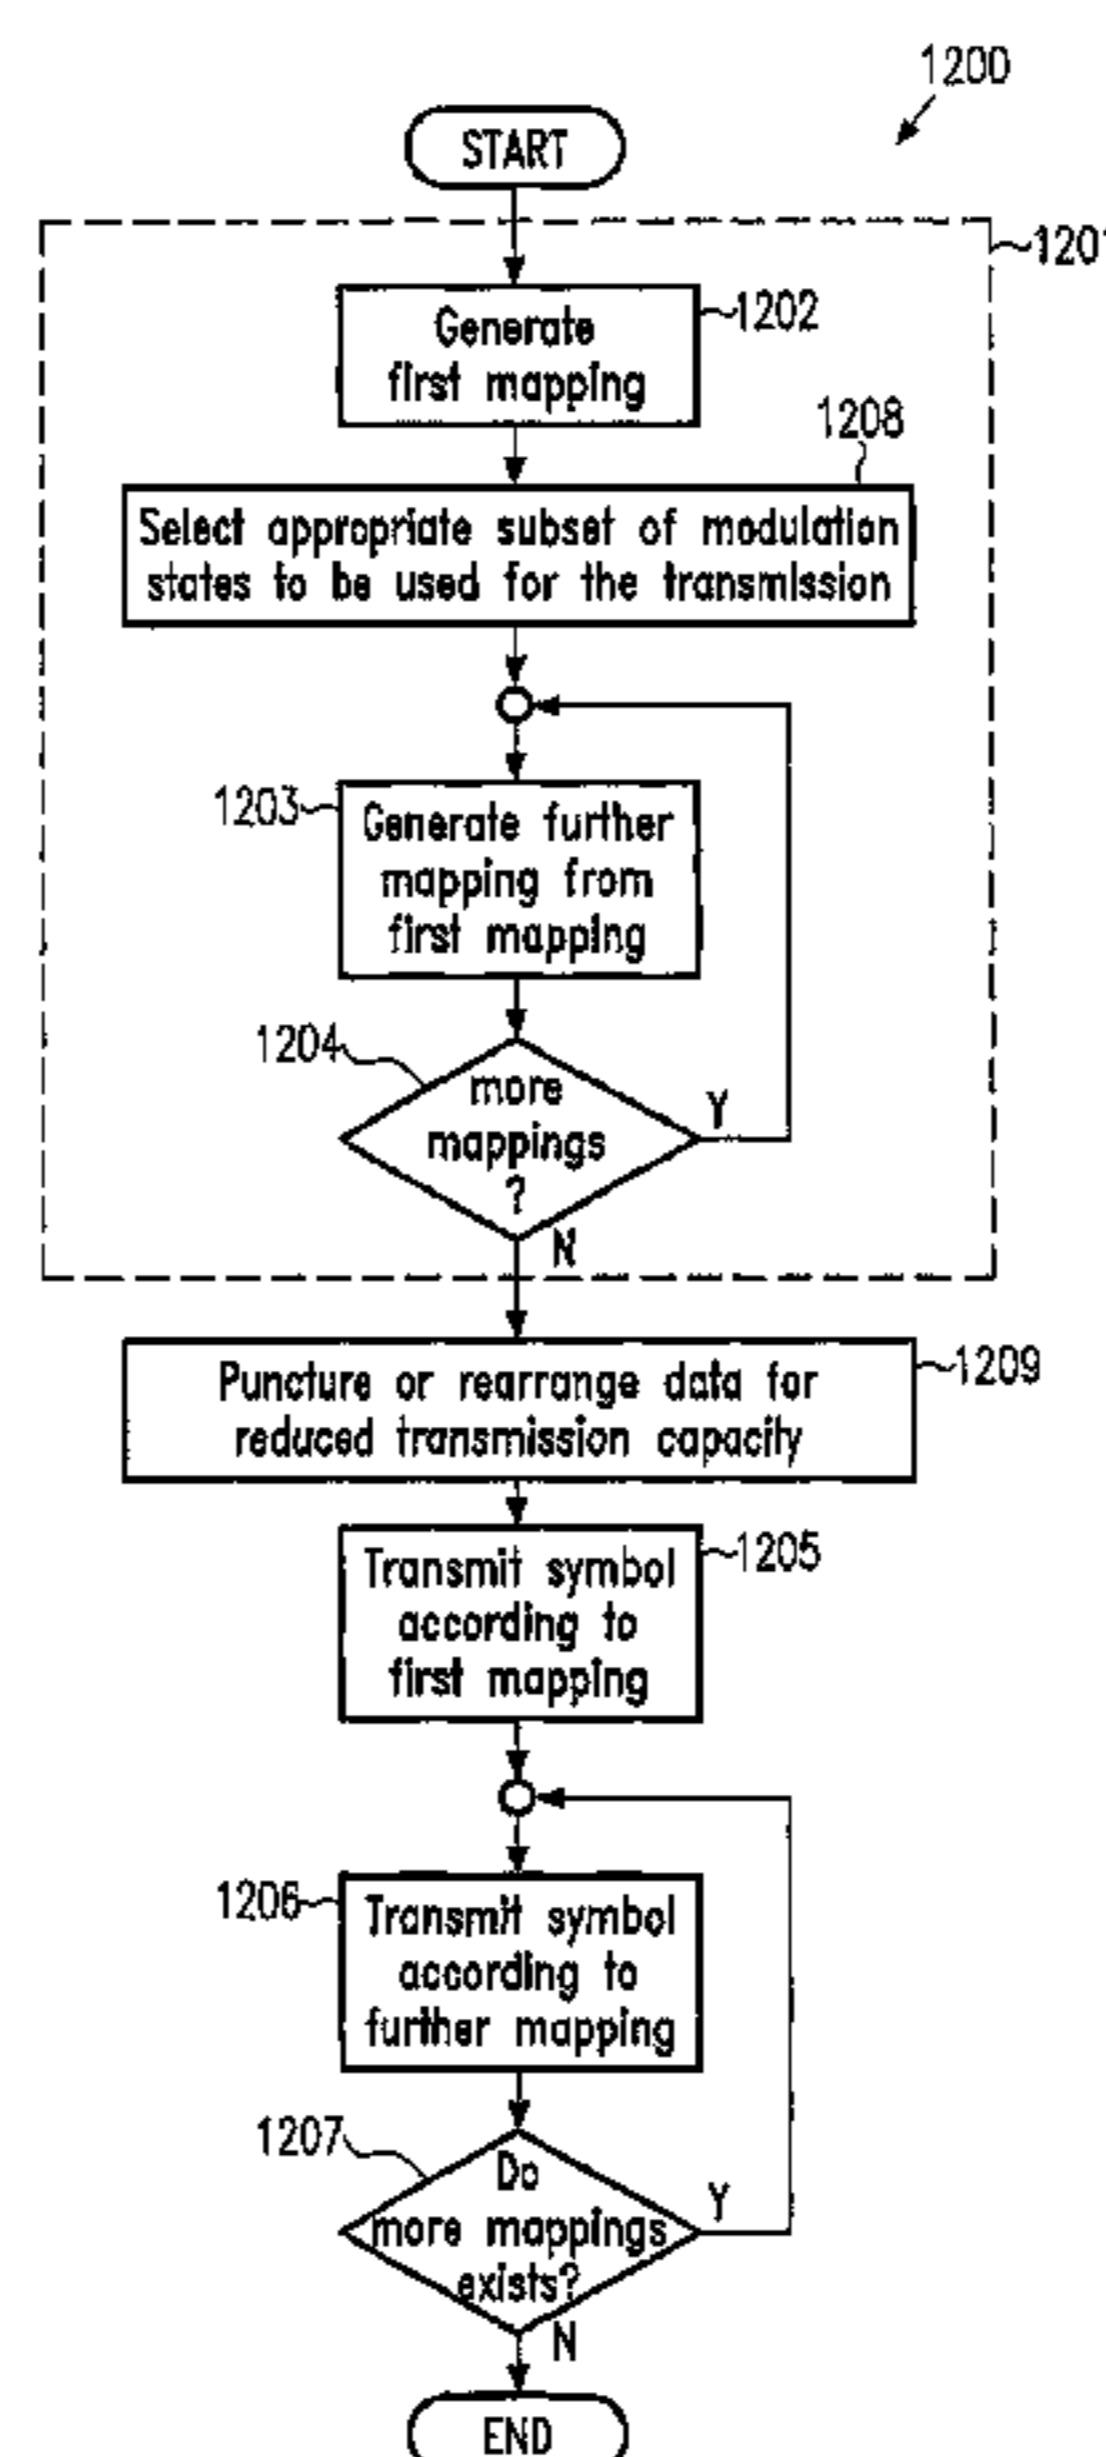 1200
START
1201
Generate
first mapping
1202
1208
Select appropriate subset of modulation
states to be used for the transmission
1203
Generate further
mapping from
first mapping
1204
more
mappings
?
Y
N
Puncture or rearrange data for
reduced transmission capacity
1209
Transmit symbol
according to
first mapping
1205
1206
Transmit symbol
according to
further mapping
1207
Do
more mappings
exists?
Y
N
END